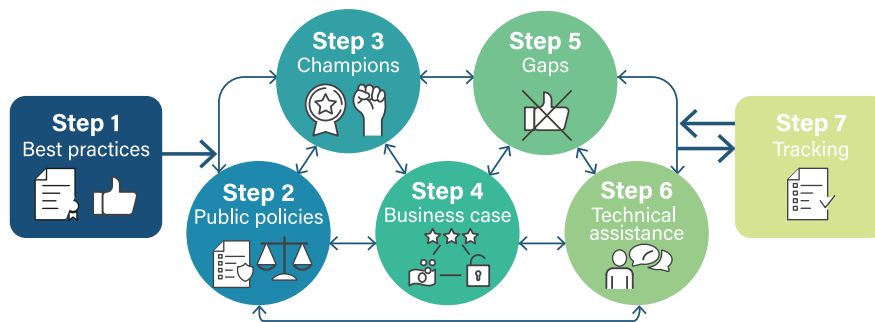 Step 1
Best practices
Step 2
Public policies
Step 3
Champions
Step 4
Business case
Step 5
Gaps
Step 6
Technical
assistance
Step 7
Tracking